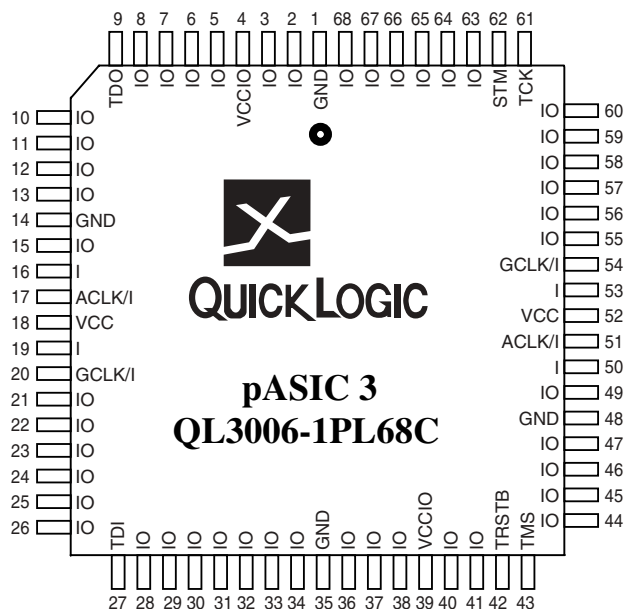 9 8 7 6 5 4 3 2 1 68 67 66 65 64 63 62 61
TDO IO IO IO IO VCCIO IO IO GND IO IO IO IO IO IO STM TCK
10 IO
11 IO
12 IO
13 IO
14 GND
15 IO
16 I
17 ACLK/I
18 VCC
19 I
20 GCLK/I
21 IO
22 IO
23 IO
24 IO
25 IO
26 IO
QUICKLOGIC
pASIC 3
QL3006-1PL68C
IO 60
IO 59
IO 58
IO 57
IO 56
IO 55
GCLK/I 54
I 53
VCC 52
ACLK/I 51
I 50
IO 49
GND 48
IO 47
IO 46
IO 45
IO 44
TDI IO IO IO IO IO IO IO GND IO IO IO VCCIO IO IO TRSTB TMS
27 28 29 30 31 32 33 34 35 36 37 38 39 40 41 42 43